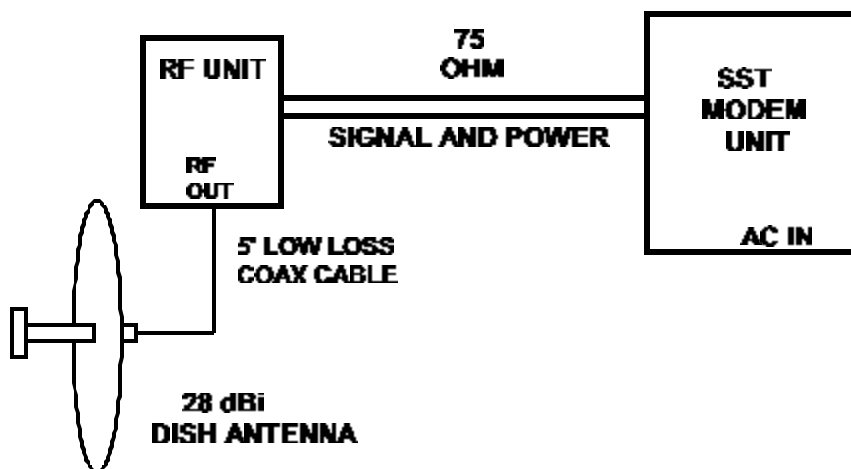 75
OHM
RF UNIT
SST
MODEM
UNIT
SIGNAL AND POWER
RF
OUT
AC IN
5' LOW LOSS
COAX CABLE
28 dBi
DISH ANTENNA